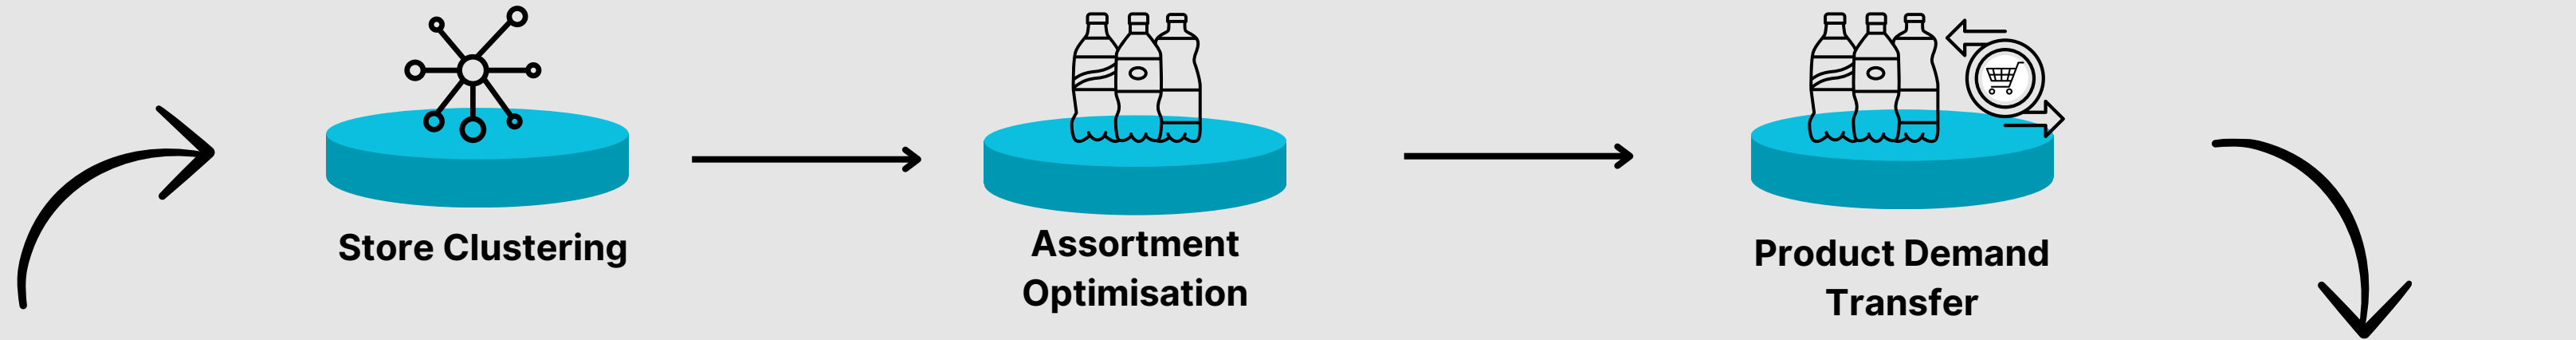 Store Clustering
Assortment
Optimisation
Product Demand
Transfer